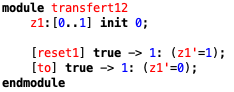 module transfert12
z1:[0..1] init 0;
[reset1] true -> 1: (z1'=1);
[to] true -> 1: (z1'=0);
endmodule